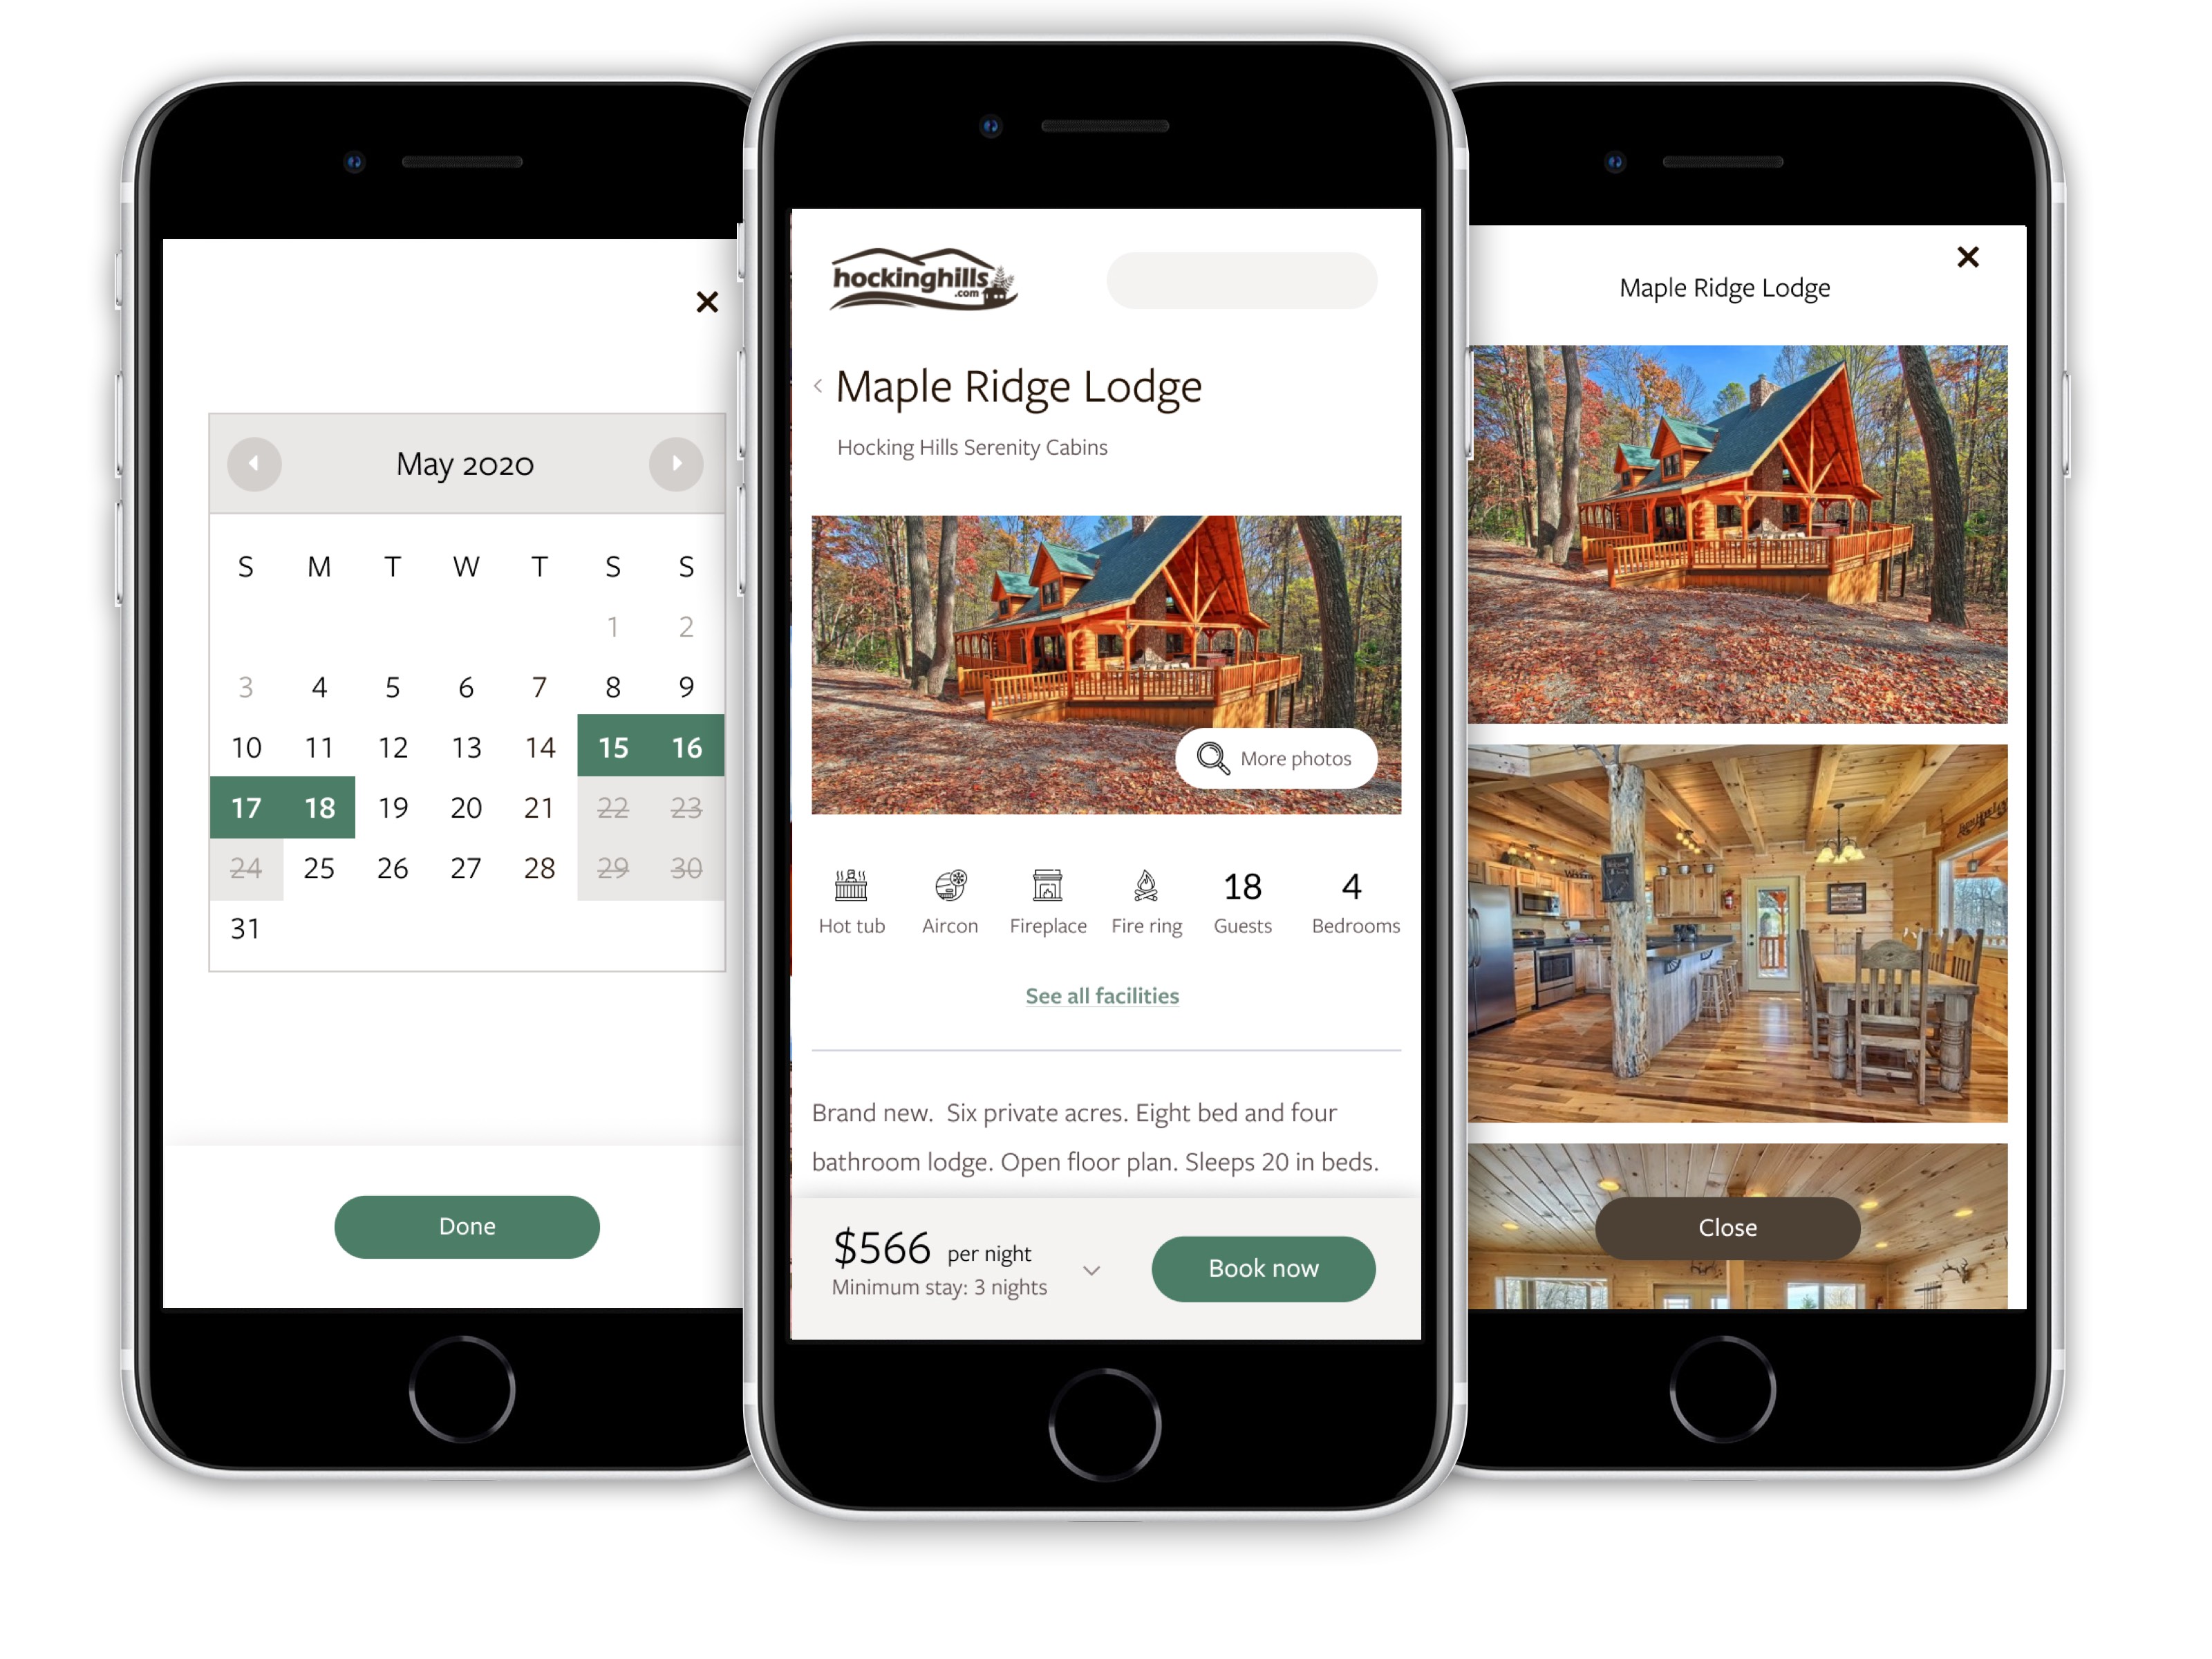 May 2020
S M T W T S S
1 2
3 4 5 6 7 8 9
10 11 12 13 14 15 16
17 18 19 20 21 22 23
24 25 26 27 28 29 30
31
Done
hockinghills
.com
Maple Ridge Lodge
Hocking Hills Serenity Cabins
More photos
18 4
Hot tub Aircon Fireplace Fire ring Guests Bedrooms
See all facilities
Brand new. Six private acres. Eight bed and four
bathroom lodge. Open floor plan. Sleeps 20 in beds.
$566 per night
Minimum stay: 3 nights
Book now
Maple Ridge Lodge
Close